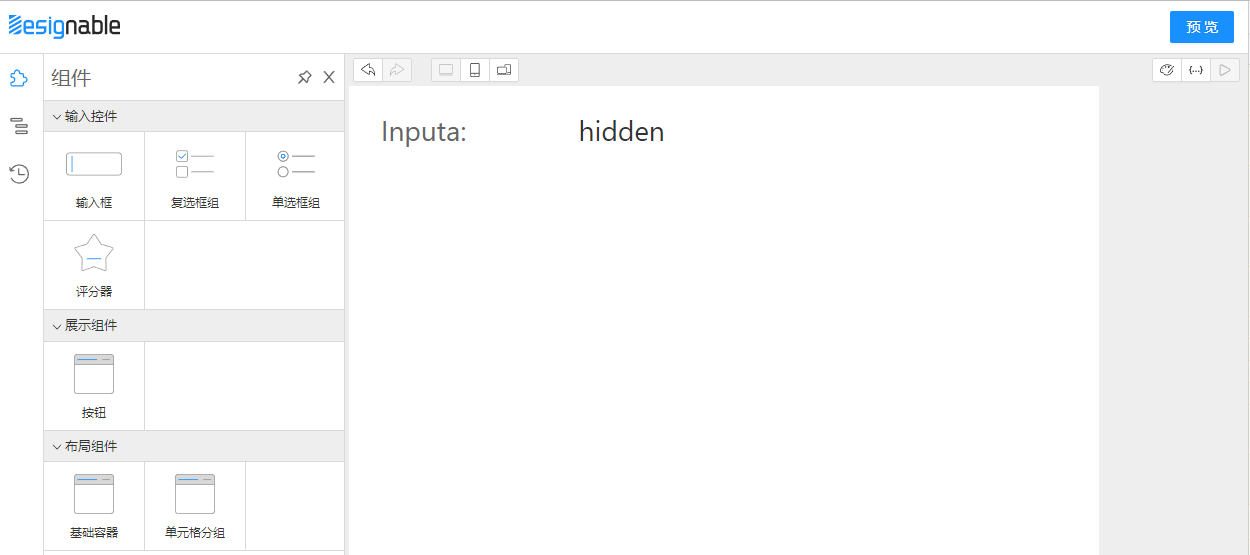 Designable
预 览
组件
输入控件
输入框
复选框组
单选框组
评分器
展示组件
按钮
布局组件
基础容器
单元格分组
Inputa:
hidden